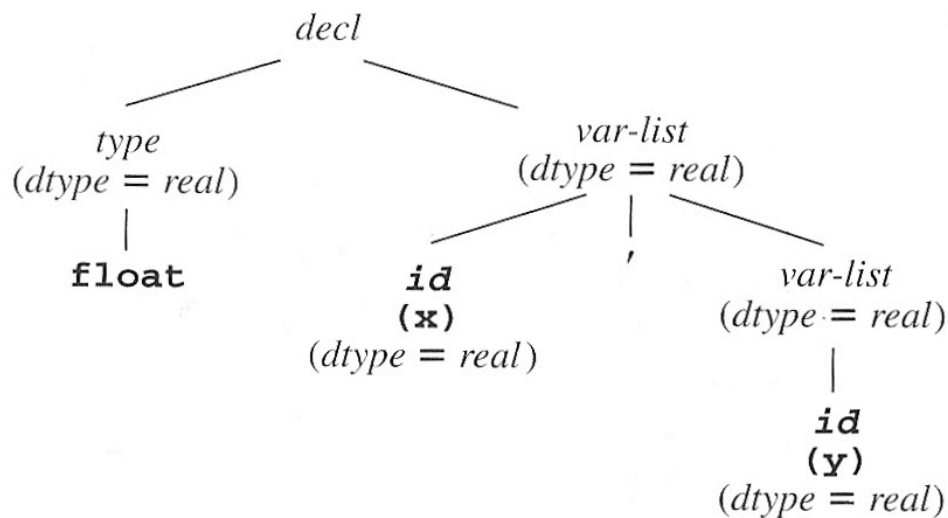 decl
type
(dtype = real)
var-list
(dtype = real)
float
id
(x)
(dtype = real)
,
var-list
(dtype = real)
id
(y)
(dtype = real)